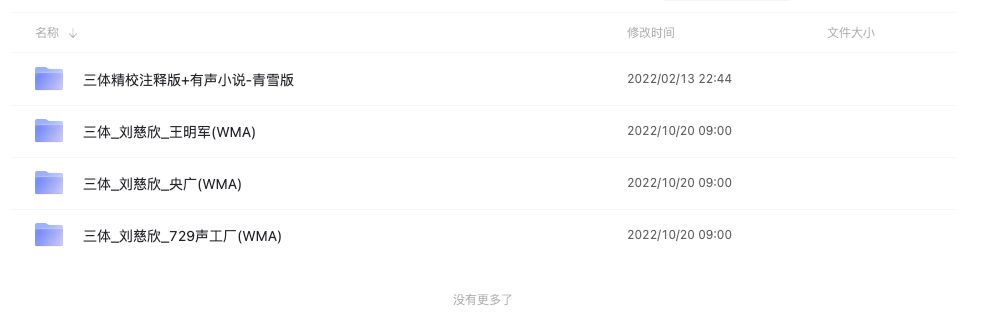 名称 ↓ 修改时间 文件大小
三体精校注释版+有声小说-青雪版 2022/02/13 22:44
三体_刘慈欣_王明军(WMA) 2022/10/20 09:00
三体_刘慈欣_央广(WMA) 2022/10/20 09:00
三体_刘慈欣_729声工厂(WMA) 2022/10/20 09:00
没有更多了